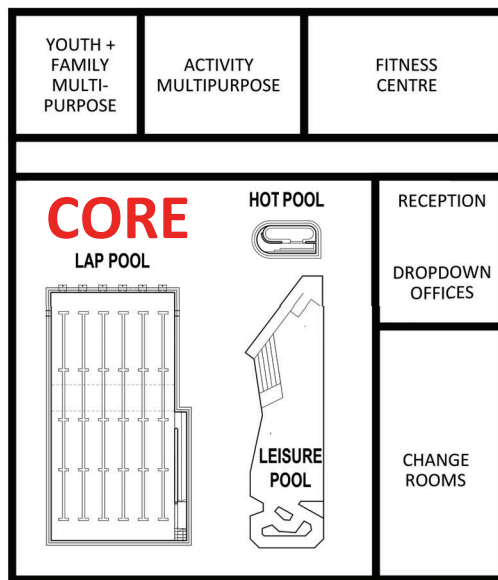 YOUTH +
FAMILY
MULTI-
PURPOSE
ACTIVITY
MULTIPURPOSE
FITNESS
CENTRE
CORE
LAP POOL
HOT POOL
RECEPTION
DROPDOWN
OFFICES
LEISURE
POOL
CHANGE
ROOMS